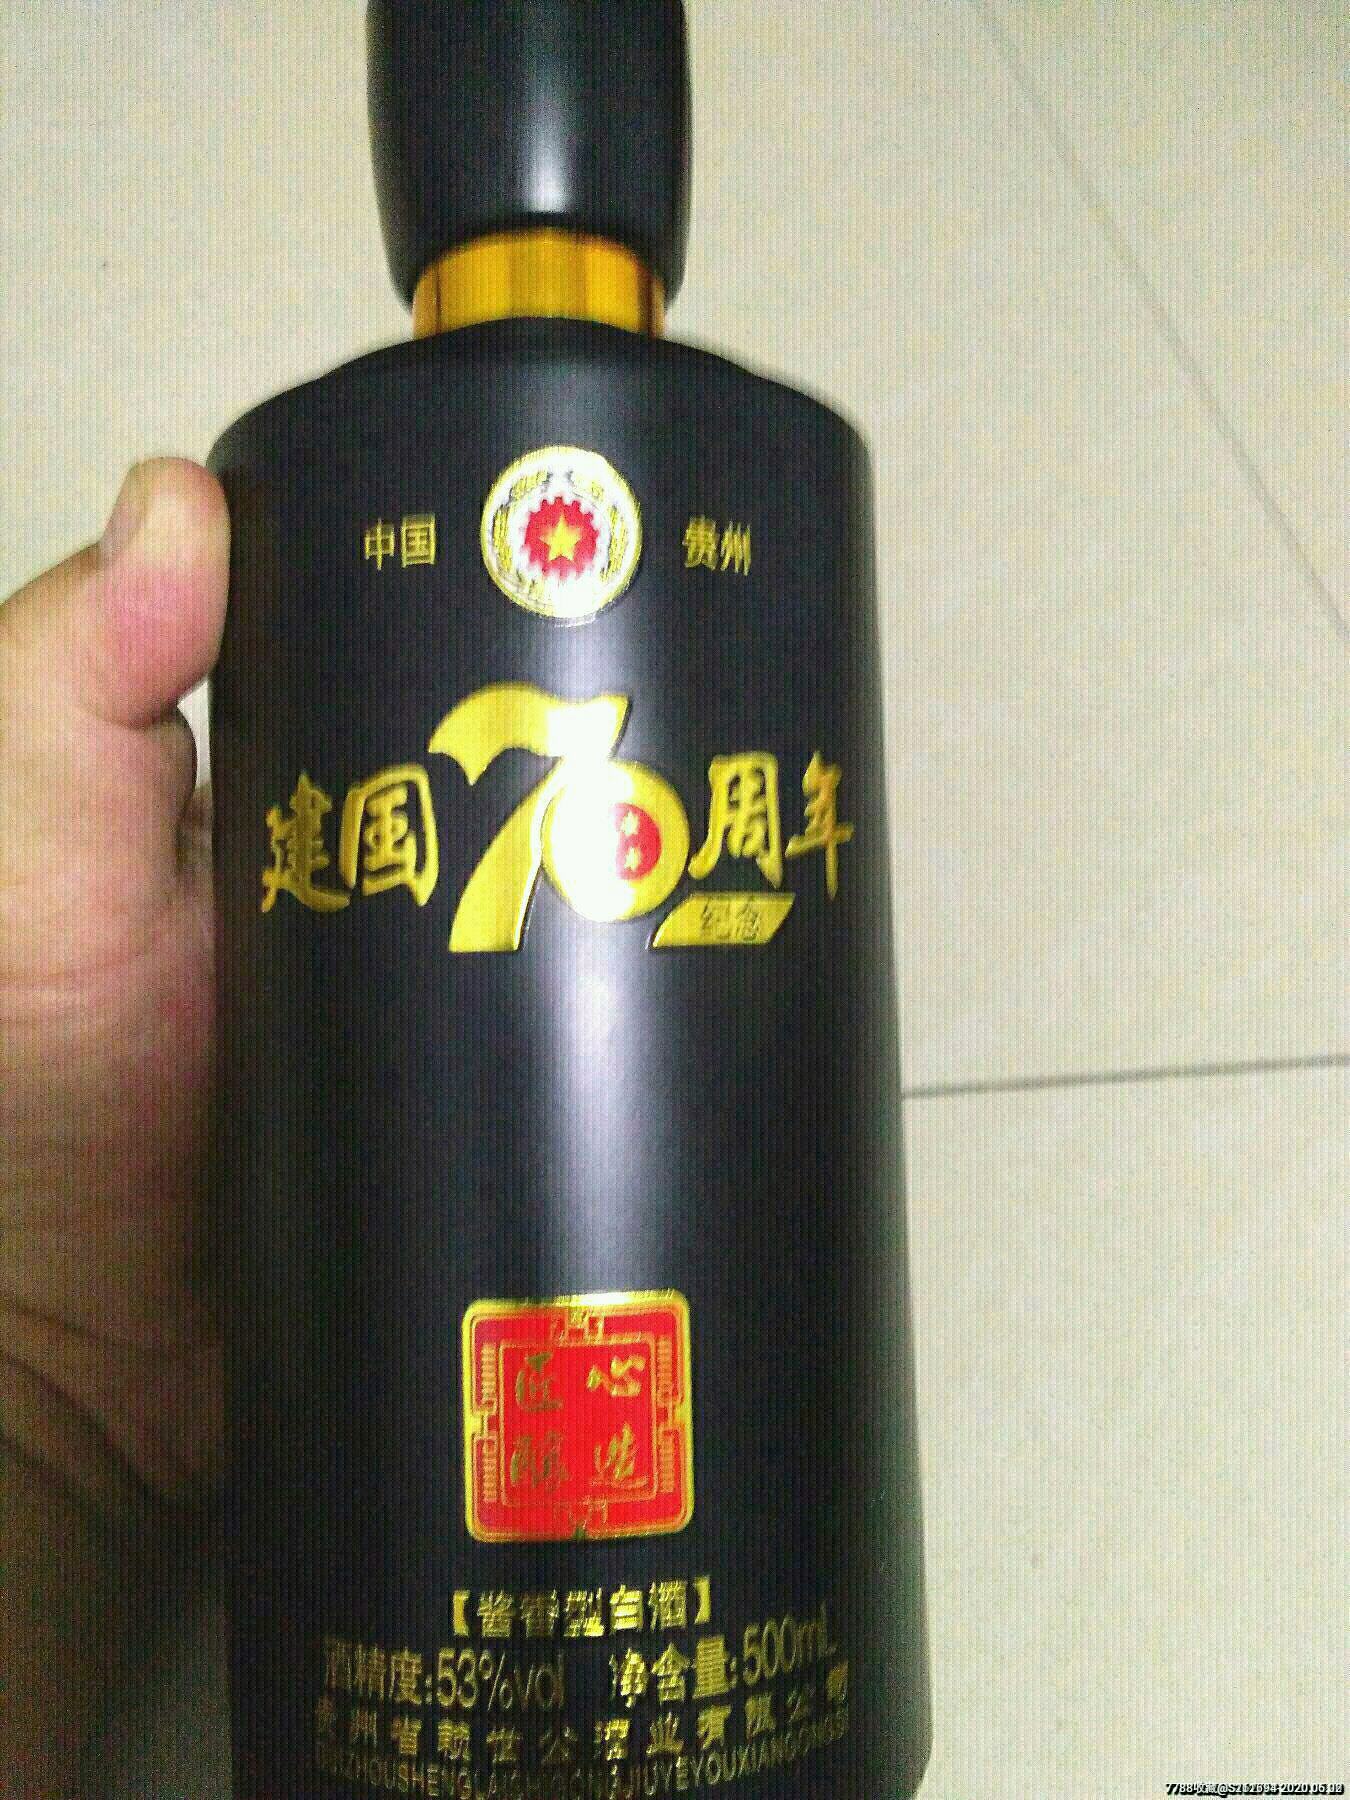 中国 贵州
建国70周年
纪念
匠心
酿造
【酱香型白酒】
酒精度:53%vol 净含量:500mL
贵州省赖世公酒业有限公司
GUIZHOUSHENGLAISHIGONGJIUYEYOUXIANGONGSI